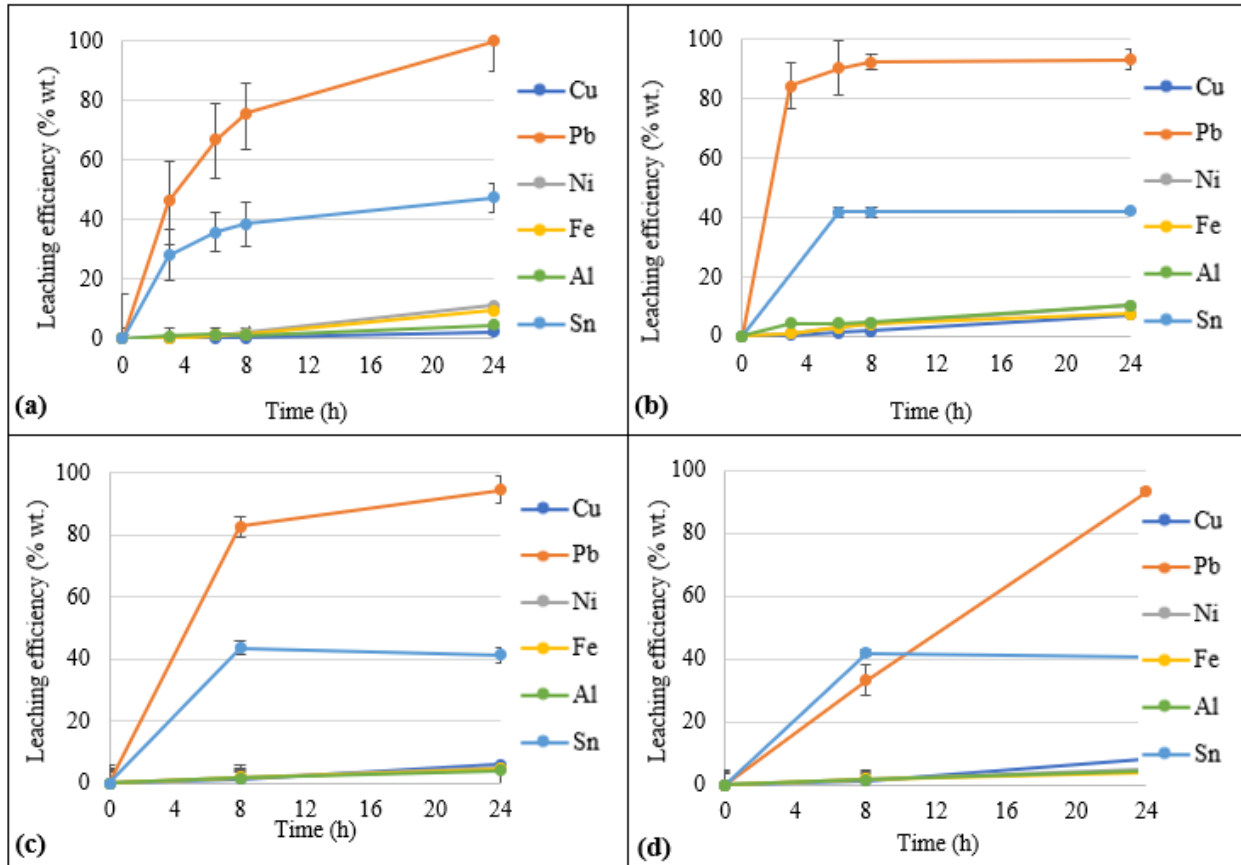 Leaching efficiency (% wt.)
100
80
60
40
20
0
0 4 8 12 16 20 24
Time (h)
Cu
Pb
Ni
Fe
Al
Sn
(a)
Leaching efficiency (% wt.)
100
80
60
40
20
0
0 4 8 12 16 20 24
Time (h)
Cu
Pb
Ni
Fe
Al
Sn
(b)
Leaching efficiency (% wt.)
100
80
60
40
20
0
0 4 8 12 16 20 24
Time (h)
Cu
Pb
Ni
Fe
Al
Sn
(c)
Leaching efficiency (% wt.)
100
80
60
40
20
0
0 4 8 12 16 20 24
Time (h)
Cu
Pb
Ni
Fe
Al
Sn
(d)